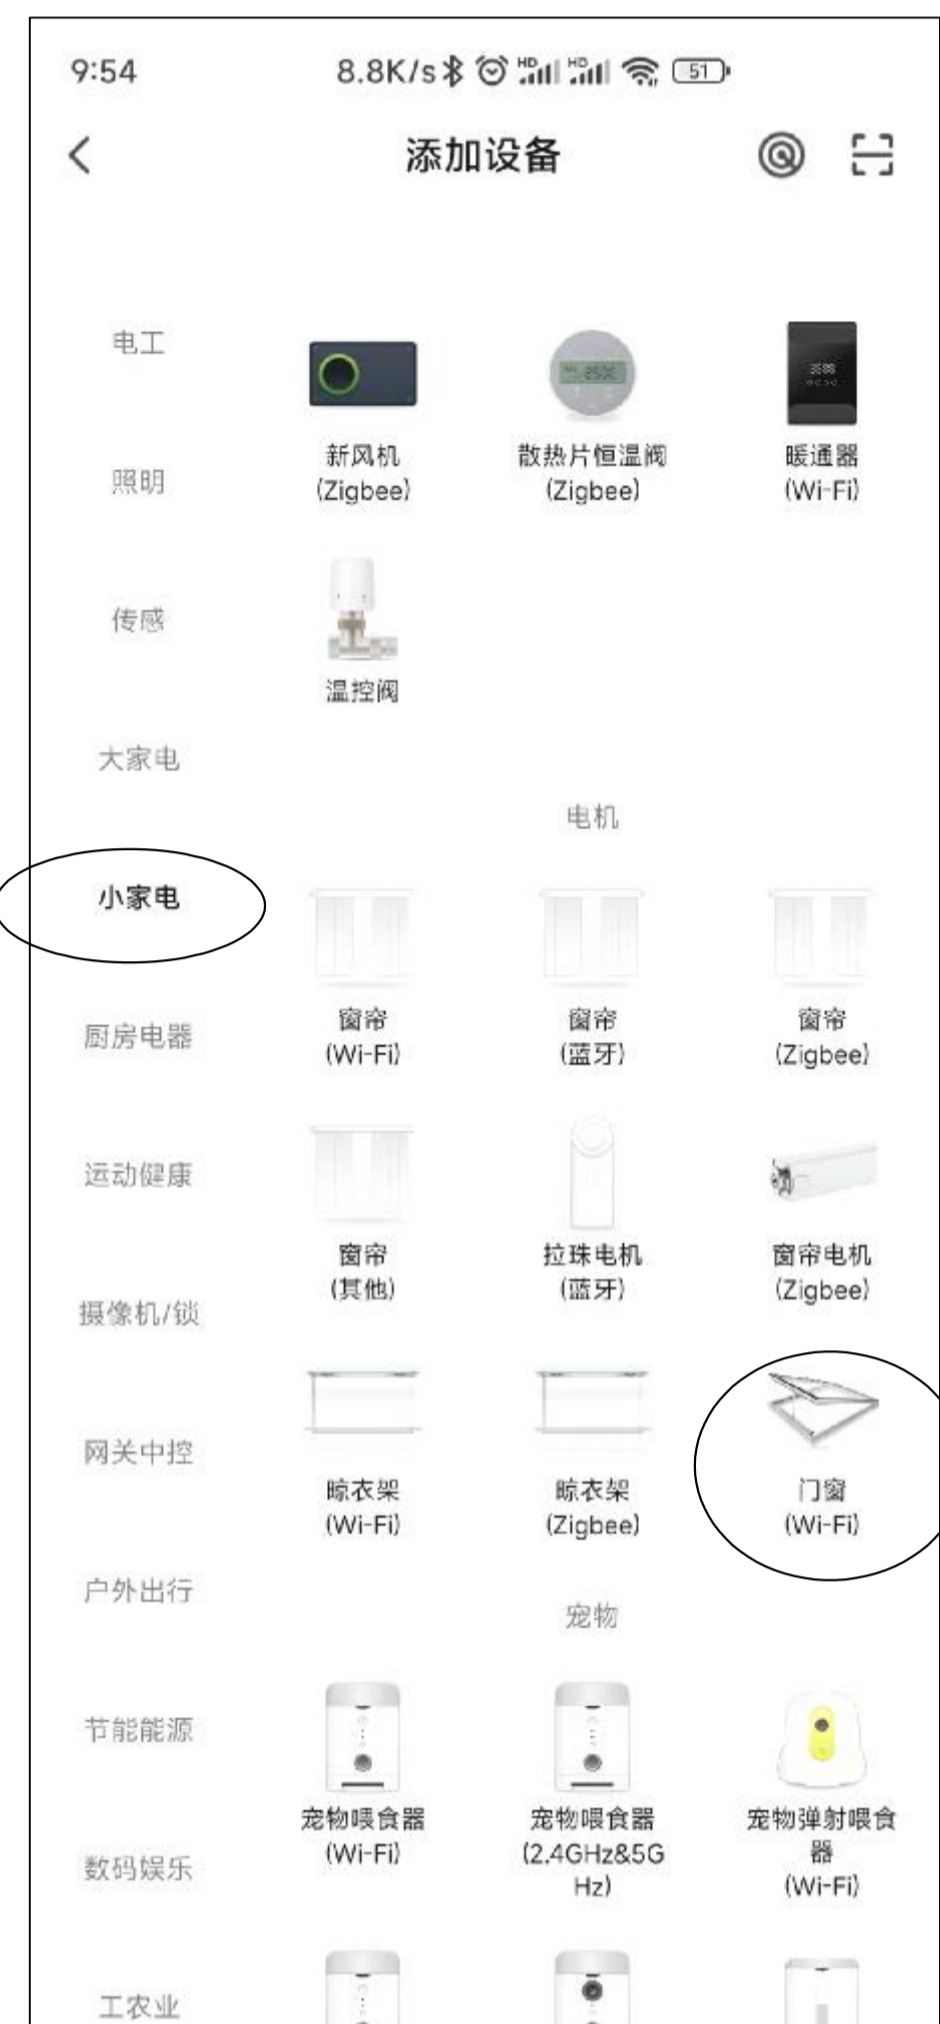 9:54
8.8K/s
HD
HD
51
添加设备
电工
照明
传感
大家电
小家电
厨房电器
运动健康
摄像机/锁
网关中控
户外出行
节能能源
数码娱乐
工农业
新风机
(Zigbee)
散热片恒温阀
(Zigbee)
暖通器
(Wi-Fi)
温控阀
电机
窗帘
(Wi-Fi)
窗帘
(蓝牙)
窗帘
(Zigbee)
窗帘
(其他)
拉珠电机
(蓝牙)
窗帘电机
(Zigbee)
晾衣架
(Wi-Fi)
晾衣架
(Zigbee)
门窗
(Wi-Fi)
宠物
宠物喂食器
(Wi-Fi)
宠物喂食器
(2.4GHz&5G
Hz)
宠物弹射喂食
器
(Wi-Fi)